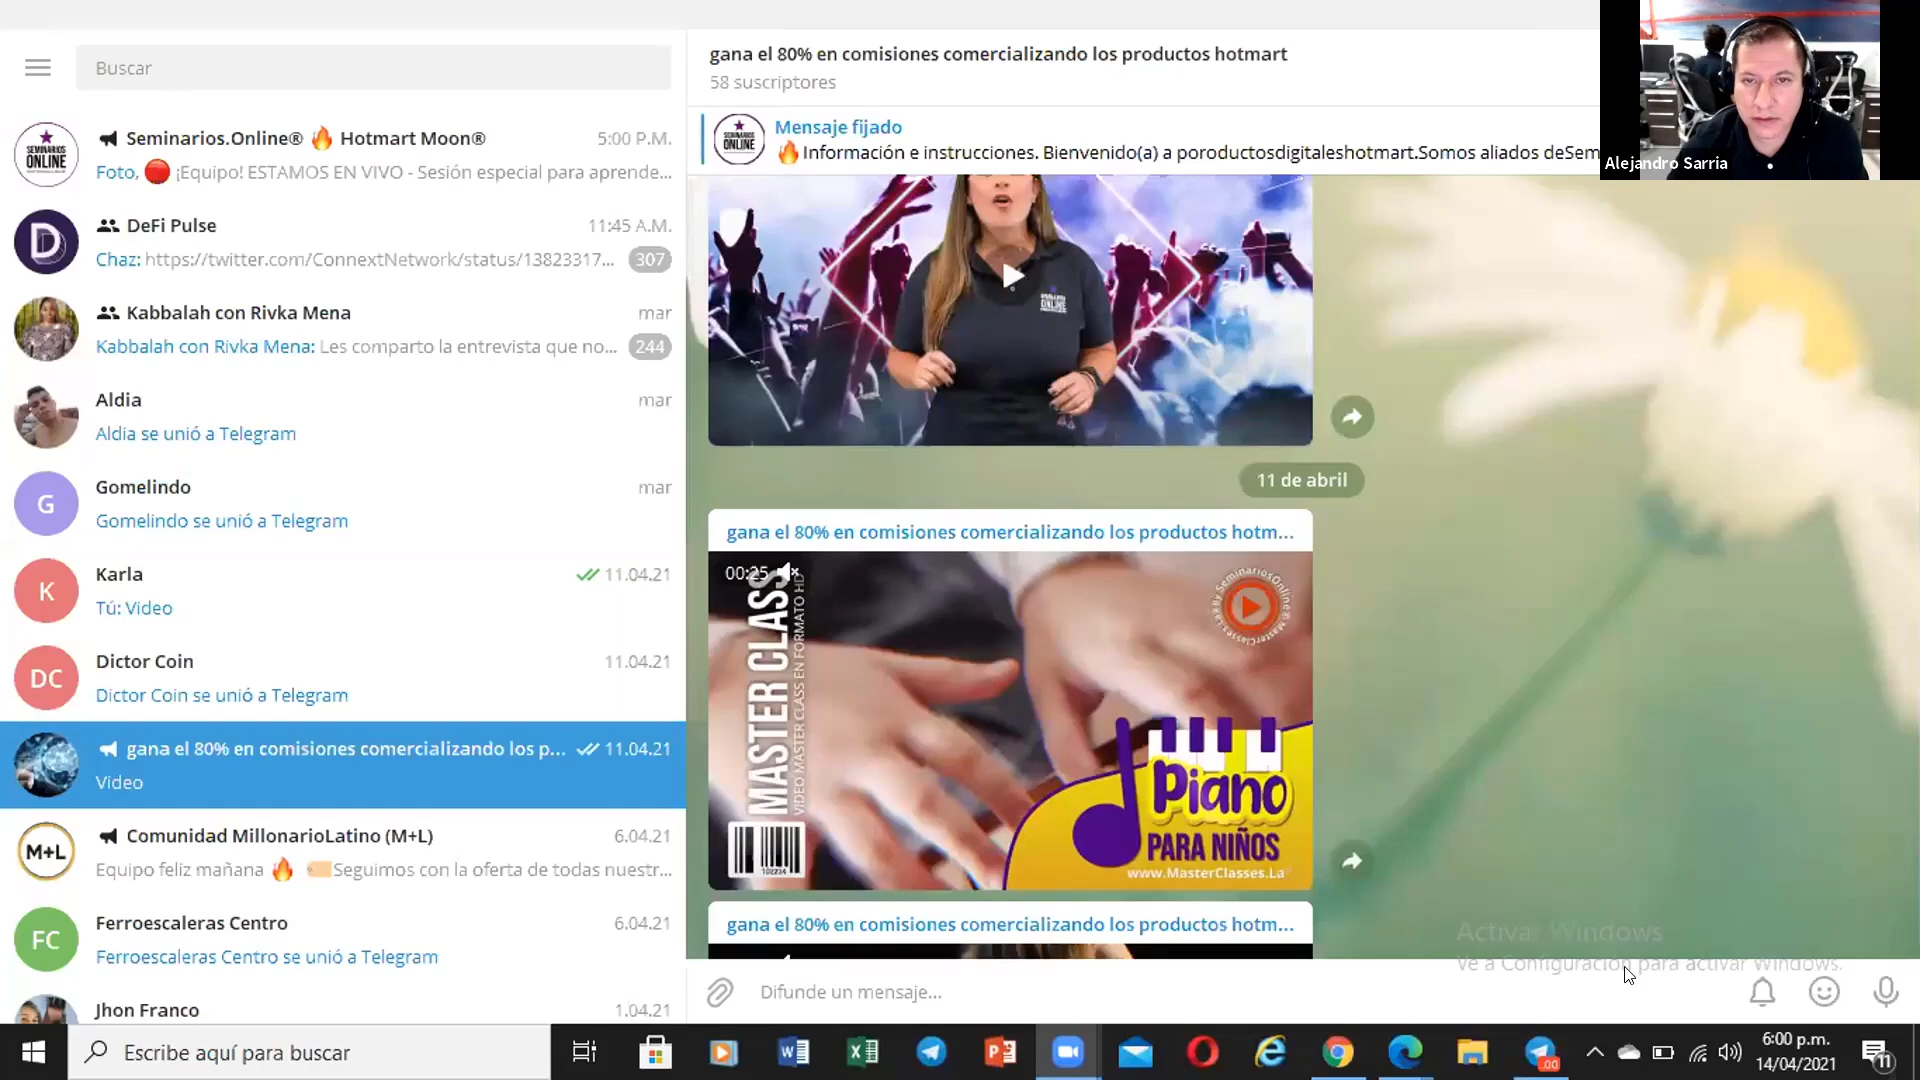 Buscar
Seminarios.Online® 🔥 Hotmart Moon® 5:00 P.M.
Foto, 🔴 ¡Equipo! ESTAMOS EN VIVO - Sesión especial para aprende...
SEMINARIOS ONLINE
DeFi Pulse 11:45 A.M.
Chaz: https://twitter.com/ConnextNetwork/status/13823317... 307
Kabbalah con Rivka Mena mar
Kabbalah con Rivka Mena: Les comparto la entrevista que no... 244
Aldia mar
Aldia se unió a Telegram
G
Gomelindo mar
Gomelindo se unió a Telegram
K
Karla 11.04.21
Tú: Video
DC
Dictor Coin 11.04.21
Dictor Coin se unió a Telegram
gana el 80% en comisiones comercializando los p... 11.04.21
Video
M+L
Comunidad MillonarioLatino (M+L) 6.04.21
Equipo feliz mañana 🔥 🏷️Seguimos con la oferta de todas nuestr...
FC
Ferroescaleras Centro 6.04.21
Ferroescaleras Centro se unió a Telegram
Jhon Franco 1.04.21
gana el 80% en comisiones comercializando los productos hotmart
58 suscriptores
SEMINARIOS ONLINE
Mensaje fijado
🔥Información e instrucciones. Bienvenido(a) a poroductosdigitaleshotmart.Somos aliados deSem
Alejandro Sarria
SEMINARIOS ONLINE
11 de abril
gana el 80% en comisiones comercializando los productos hotm...
00:25
MASTER CLASS
VIDEO MASTER CLASS EN FORMATO HD
Piano
PARA NIÑOS
www.MasterClasses.La
gana el 80% en comisiones comercializando los productos hotm...
Activar Windows
Ve a Configuración para activar Windows.
Difunde un mensaje...
Escribe aquí para buscar
6:00 p.m.
14/04/2021
11